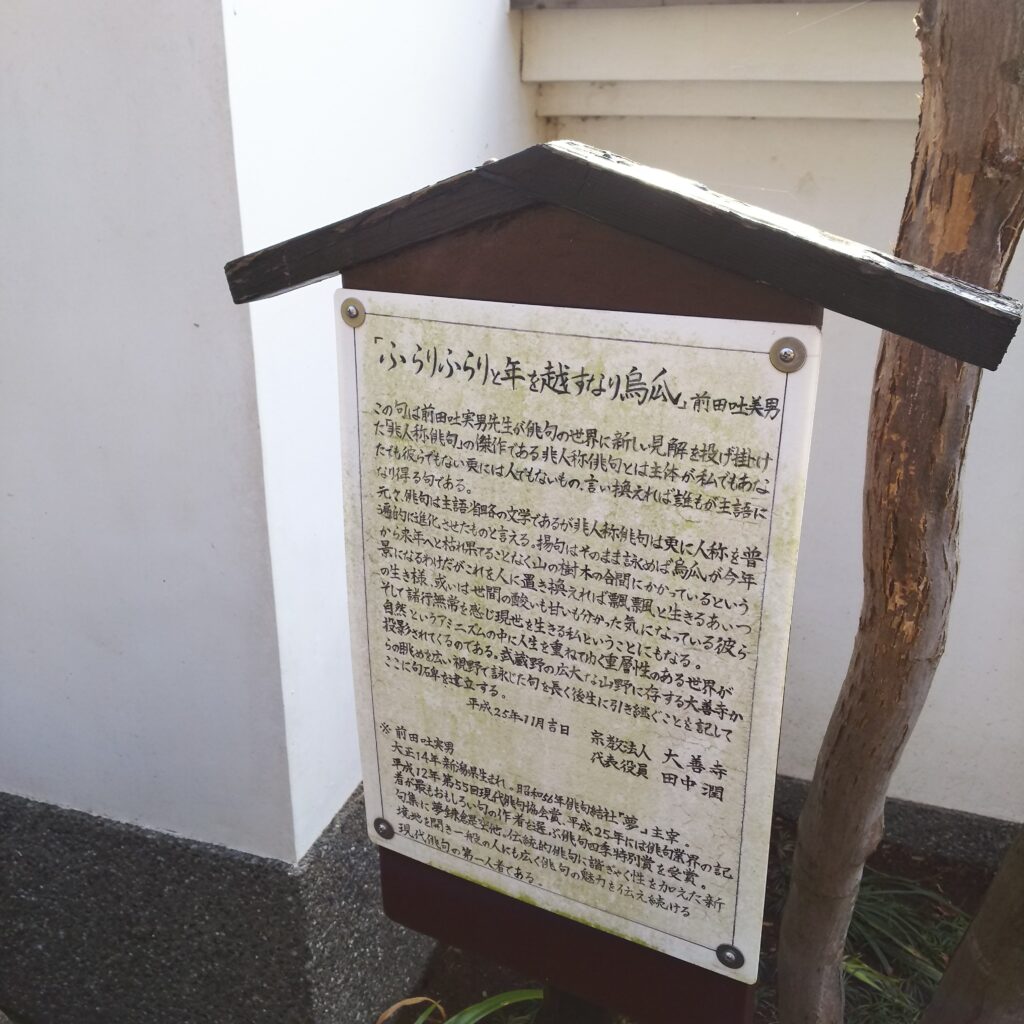 「ふらりふらりと年を越すなり烏瓜」前田吐実男
この句は前田吐実男先生が俳句の世界に新しい見解を投げ掛け
た「非人称俳句」の傑作である非人称俳句とは主体が私でもあな
たでも彼らでもない更には人でもないもの、言い換えれば誰もが主語に
なり得る句である。
元々、俳句は主語省略の文学であるが非人称俳句は更に人称を普
遍的に進化させたものと言える。掲句はそのまま詠めば烏瓜が今年
から来年へと枯れ果てることなく山の樹木の合間にかかっているという
景になるわけだがこれを人に置き換えれば飄飄と生きるあいつ
の生き様、或いは世間の酸いも甘いも分かった気になっている彼ら
そして諸行無常を感じ現世を生きる私ということにもなる。
自然というアミニズムの中に人生を重ねてゆく重層性のある世界が
投影されてくるのである。武蔵野の広大な山野に存する大善寺か
らの眺めを広い視野で詠じた句を長く後生に引き継ぐことを記して
ここに句碑を建立する。
平成25年11月吉日
宗教法人 大善寺
代表役員 田中潤
※前田吐実男
大正14年新潟県生まれ。昭和46年俳句結社“夢”主宰。
平成12年第55回現代俳句協会賞、平成25年には俳句業界の記
者が最もおもしろい句の作者を選ぶ俳句四季特別賞を受賞。
句集に夢鎌倉他。伝統的俳句に諧ぎゃく性を加えた新
境地を開き一般の人にも広く俳句の魅力を伝え続ける
現代俳句の第一人者である。